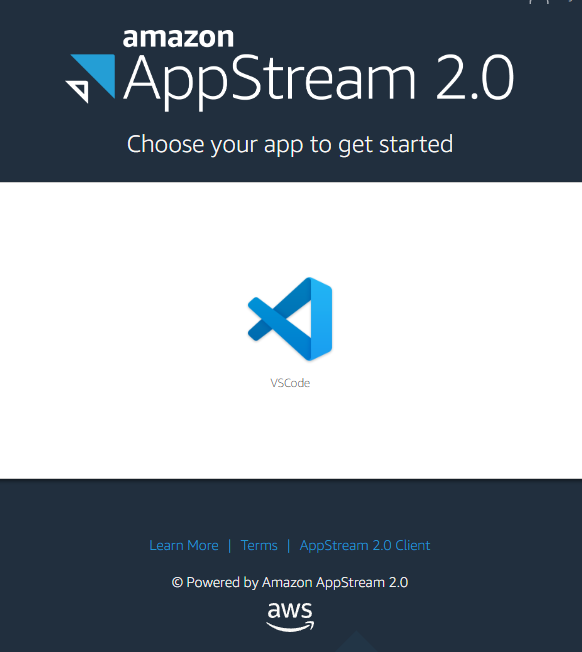 amazon
AppStream 2.0
Choose your app to get started
VSCode
Learn More | Terms | AppStream 2.0 Client
© Powered by Amazon AppStream 2.0
aws